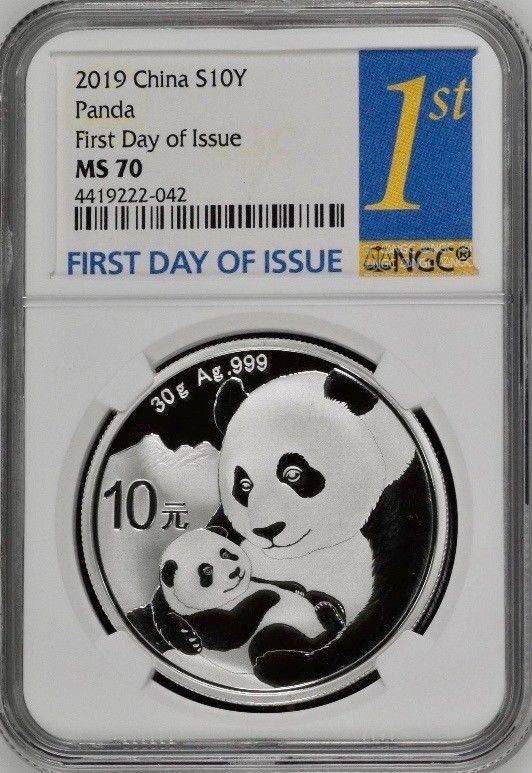 2019 China S10Y
Panda
First Day of Issue
MS 70
4419222-042
FIRST DAY OF ISSUE
1st
NGC®
30g Ag.999
10元